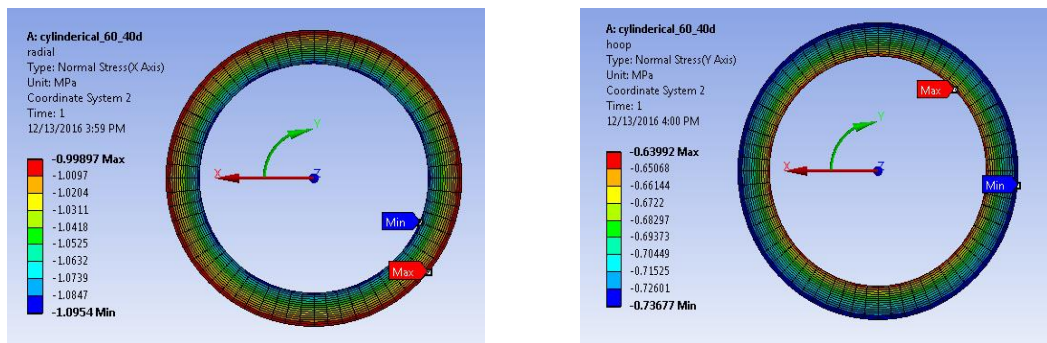 A: cylinderical_60_40d
radial
Type: Normal Stress(X Axis)
Unit: MPa
Coordinate System 2
Time: 1
12/13/2016 3:59 PM
-0.99897 Max
-1.0097
-1.0204
-1.0311
-1.0418
-1.0525
-1.0632
-1.0739
-1.0847
-1.0954 Min
Y
X
Z
Min
Max
A: cylinderical_60_40d
hoop
Type: Normal Stress(Y Axis)
Unit: MPa
Coordinate System 2
Time: 1
12/13/2016 4:00 PM
-0.63992 Max
-0.65068
-0.66144
-0.6722
-0.68297
-0.69373
-0.70449
-0.71525
-0.72601
-0.73677 Min
Max
Y
X
Z
Min